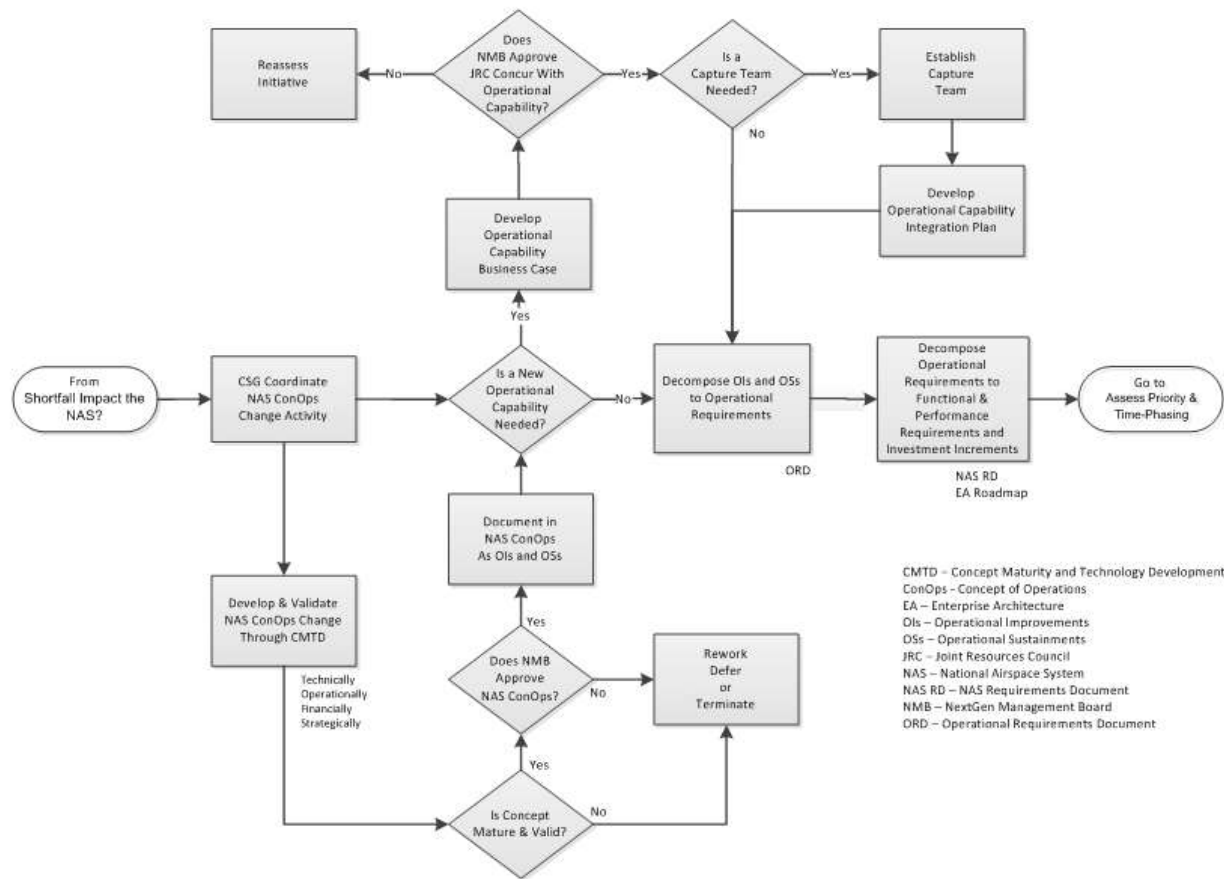 Reassess
Initiative
No
Does
NMB Approve
JRC Concur With
Operational
Capability?
Yes
Is a
Capture Team
Needed?
Yes
Establish
Capture
Team
No
Develop
Operational Capability
Integration Plan
Develop
Operational
Capability
Business Case
Yes
From
Shortfall Impact the
NAS?
CSG Coordinate
NAS ConOps
Change Activity
Is a New
Operational
Capability
Needed?
No
Decompose OIs and OSs
to Operational
Requirements
ORD
Decompose
Operational
Requirements to
Functional &
Performance
Requirements and
Investment Increments
NAS RD
EA Roadmap
Go to
Assess Priority &
Time-Phasing
Document in
NAS ConOps
As OIs and OSs
Develop & Validate
NAS ConOps Change
Through CMTD
Technically
Operationally
Financially
Strategically
Yes
Does NMB
Approve
NAS ConOps?
No
Rework
Defer
or
Terminate
Yes
Is Concept
Mature & Valid?
No
CMTD – Concept Maturity and Technology Development
ConOps - Concept of Operations
EA – Enterprise Architecture
OIs – Operational Improvements
OSs – Operational Sustainments
JRC – Joint Resources Council
NAS – National Airspace System
NAS RD – NAS Requirements Document
NMB – NextGen Management Board
ORD – Operational Requirements Document